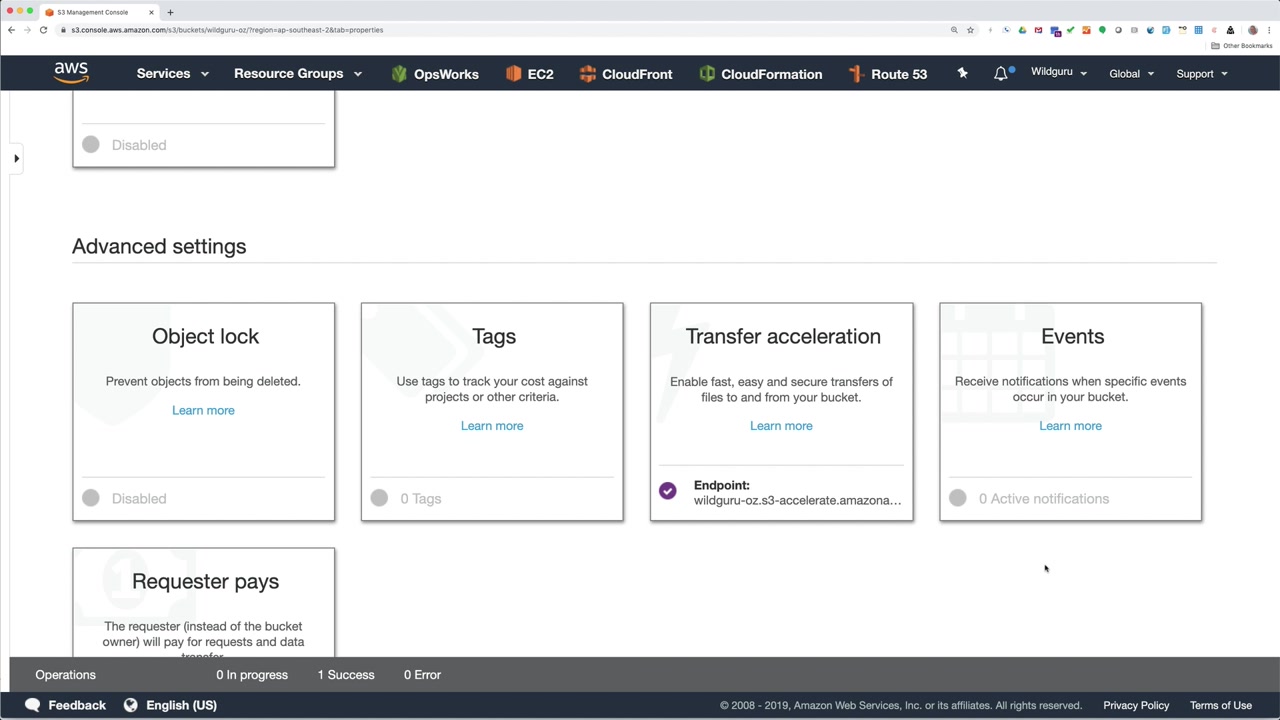 S3 Management Console
s3.console.aws.amazon.com/s3/buckets/wildguru-oz/?region=ap-southeast-2&tab=properties
Other Bookmarks
aws
Services
Resource Groups
OpsWorks
EC2
CloudFront
CloudFormation
Route 53
Wildguru
Global
Support
Disabled
Advanced settings
Object lock
Prevent objects from being deleted.
Learn more
Disabled
Tags
Use tags to track your cost against
projects or other criteria.
Learn more
0 Tags
Transfer acceleration
Enable fast, easy and secure transfers of
files to and from your bucket.
Learn more
Endpoint:
wildguru-oz.s3-accelerate.amazona...
Events
Receive notifications when specific events
occur in your bucket.
Learn more
0 Active notifications
Requester pays
The requester (instead of the bucket
owner) will pay for requests and data
transfer.
Operations
0 In progress
1 Success
0 Error
Feedback
English (US)
© 2008 - 2019, Amazon Web Services, Inc. or its affiliates. All rights reserved.
Privacy Policy
Terms of Use